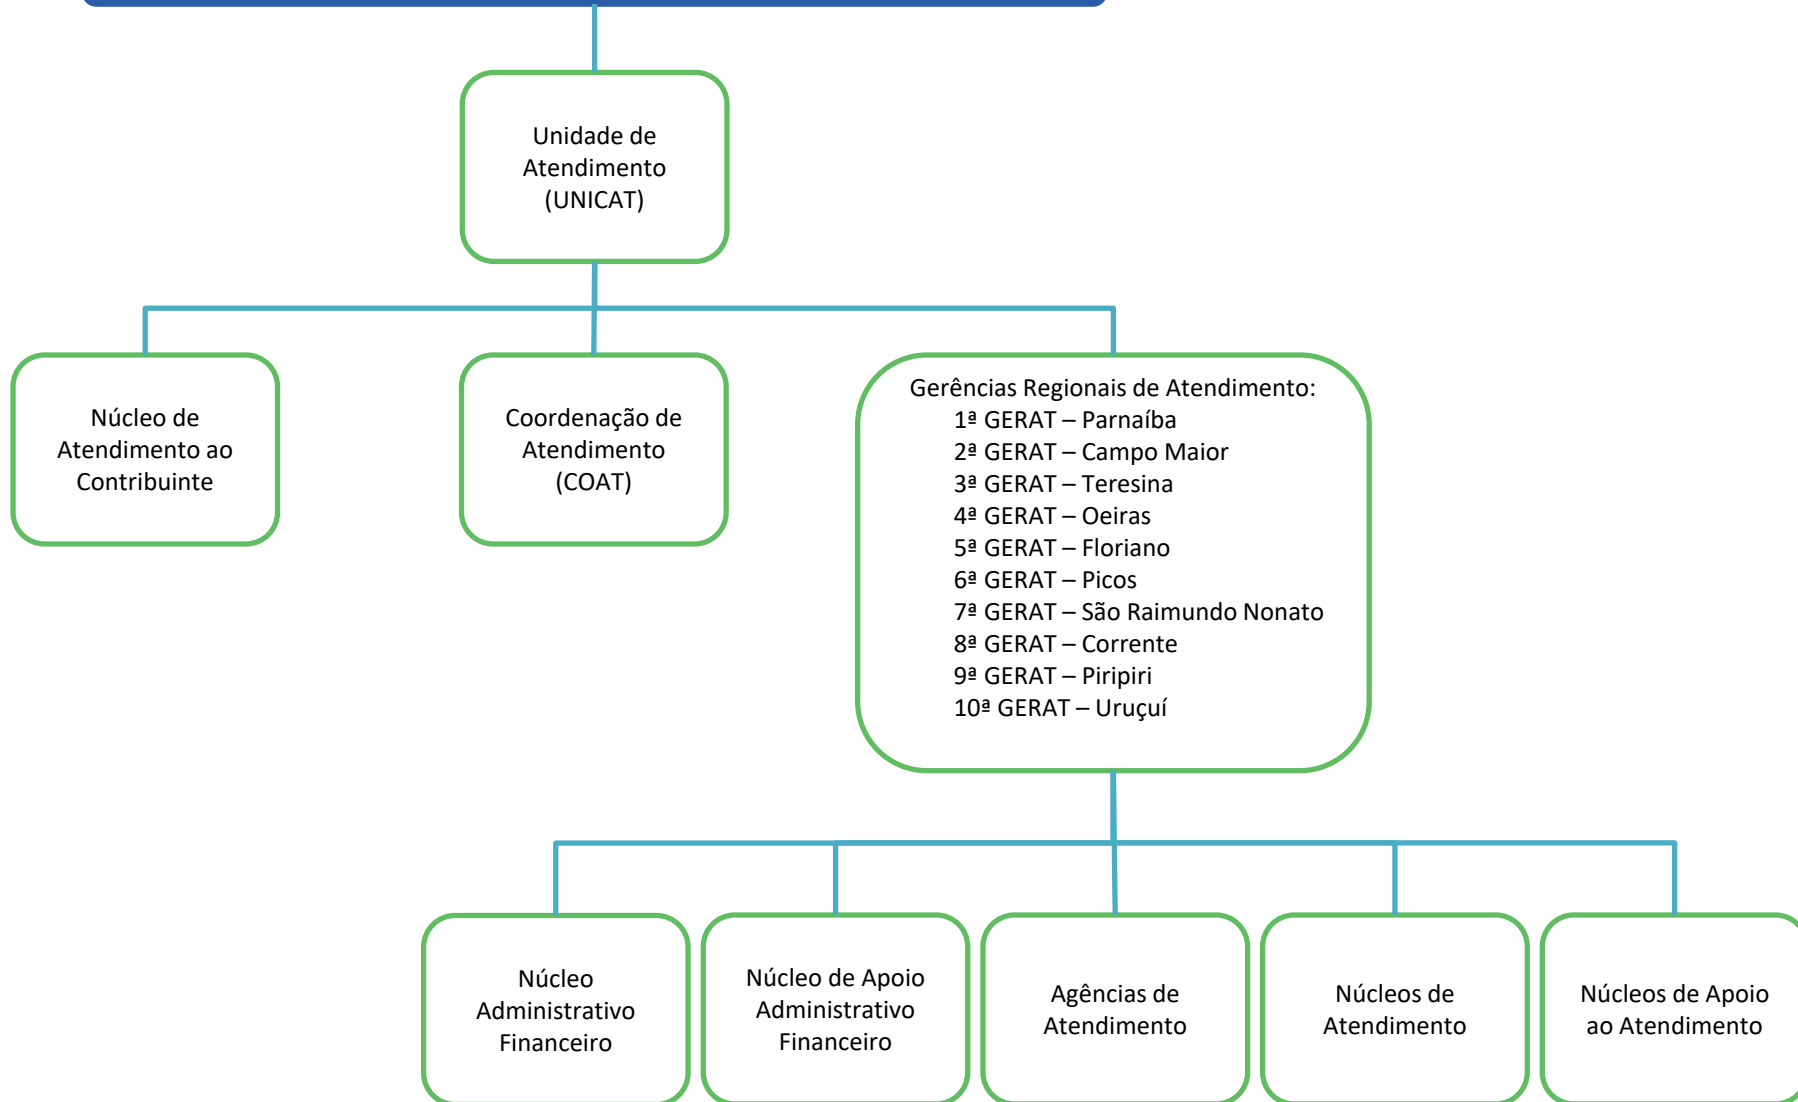 Unidade de
Atendimento
(UNICAT)
Núcleo de
Atendimento ao
Contribuinte
Coordenação de
Atendimento
(COAT)
Gerências Regionais de Atendimento:
1ª GERAT – Parnaíba
2ª GERAT – Campo Maior
3ª GERAT – Teresina
4ª GERAT – Oeiras
5ª GERAT – Floriano
6ª GERAT – Picos
7ª GERAT – São Raimundo Nonato
8ª GERAT – Corrente
9ª GERAT – Piripiri
10ª GERAT – Uruçuí
Núcleo
Administrativo
Financeiro
Núcleo de Apoio
Administrativo
Financeiro
Agências de
Atendimento
Núcleos de
Atendimento
Núcleos de Apoio
ao Atendimento